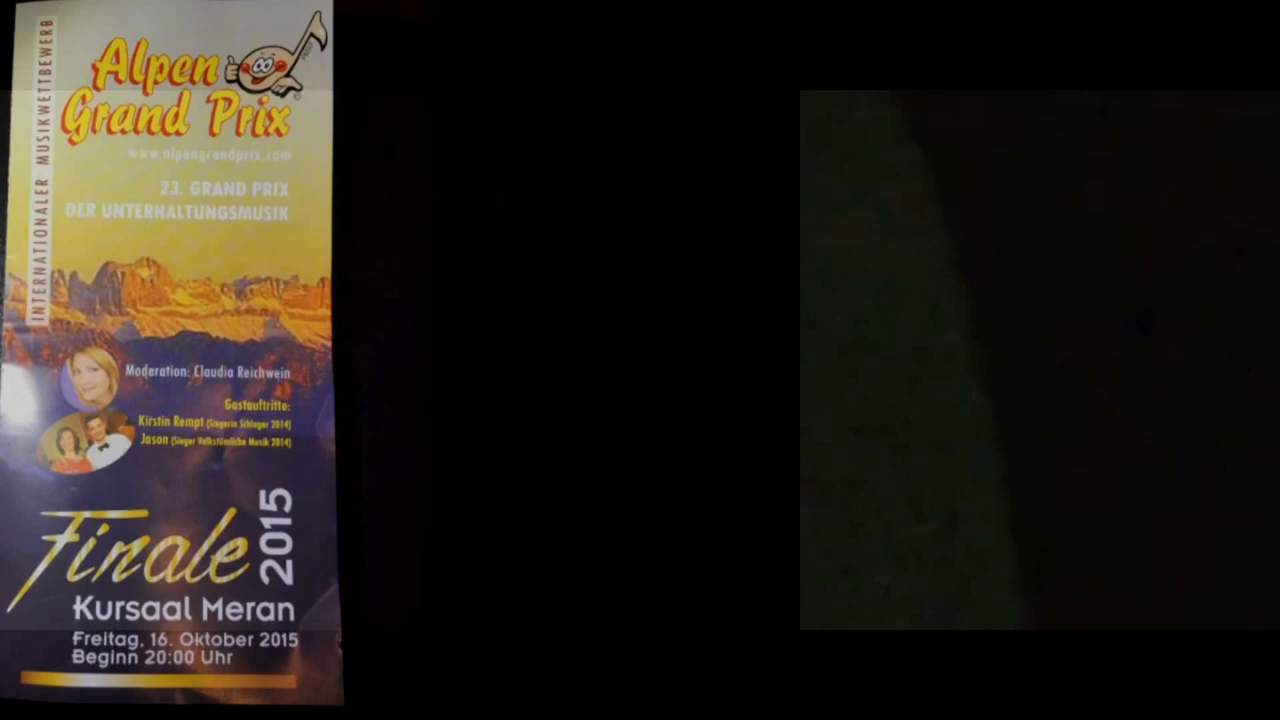 INTERNATIONALER MUSIKWETTBEWERB
Alpen
Grand Prix
www.alpengrandprix.com
23. GRAND PRIX
DER UNTERHALTUNGSMUSIK
Moderation: Claudia Reichwein
Gastauftritte:
Kirstin Rempt (Siegerin Schlager 2014)
Jason (Sieger Volkstümliche Musik 2014)
Finale 2015
Kursaal Meran
Freitag, 16. Oktober 2015
Beginn 20:00 Uhr